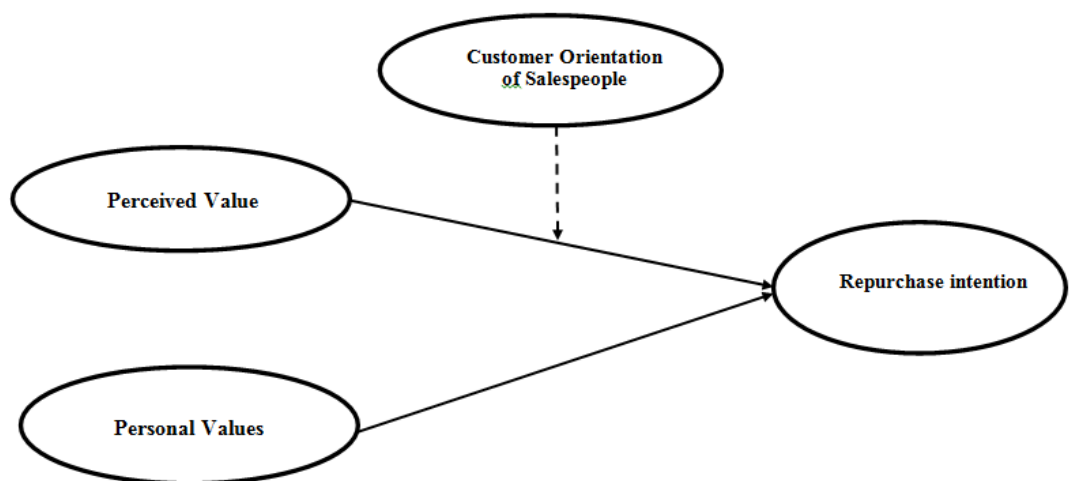 Customer Orientation
of Salespeople
Perceived Value
Repurchase intention
Personal Values